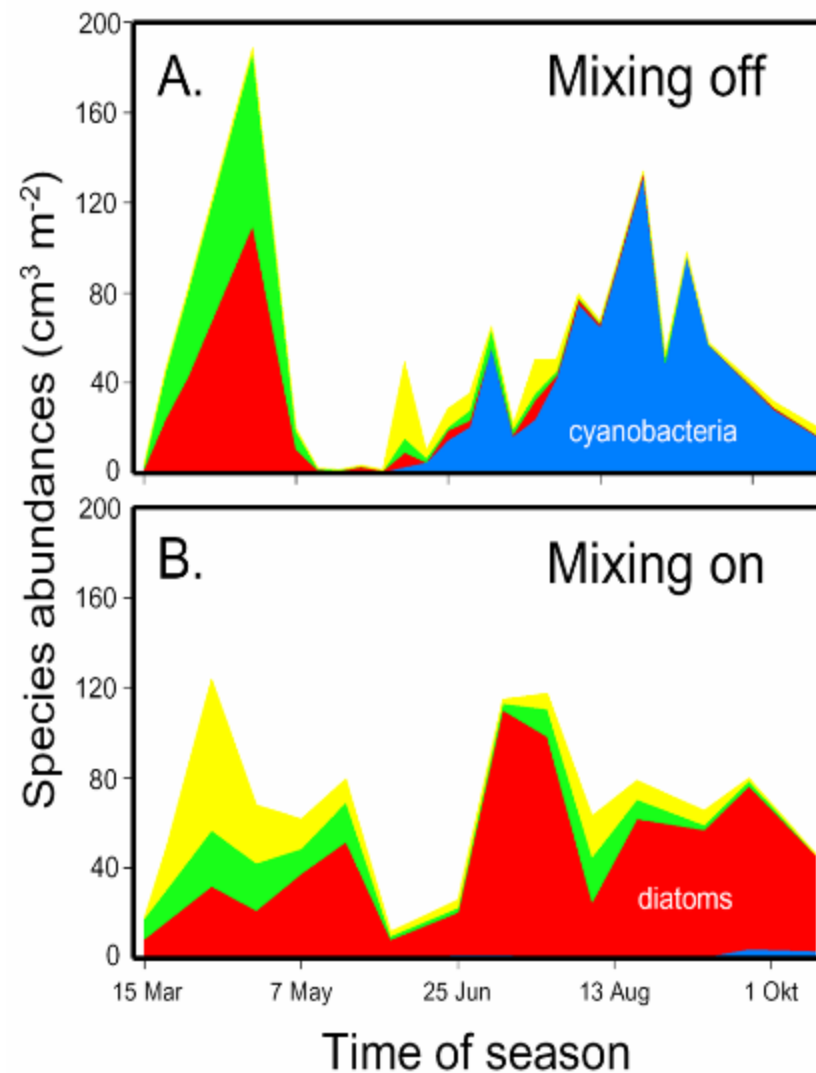 200
160
120
80
40
0
A.
Mixing off
cyanobacteria
Species abundances (cm³ m⁻²)
200
160
120
80
40
0
B.
Mixing on
diatoms
15 Mar 7 May 25 Jun 13 Aug 1 Okt
Time of season